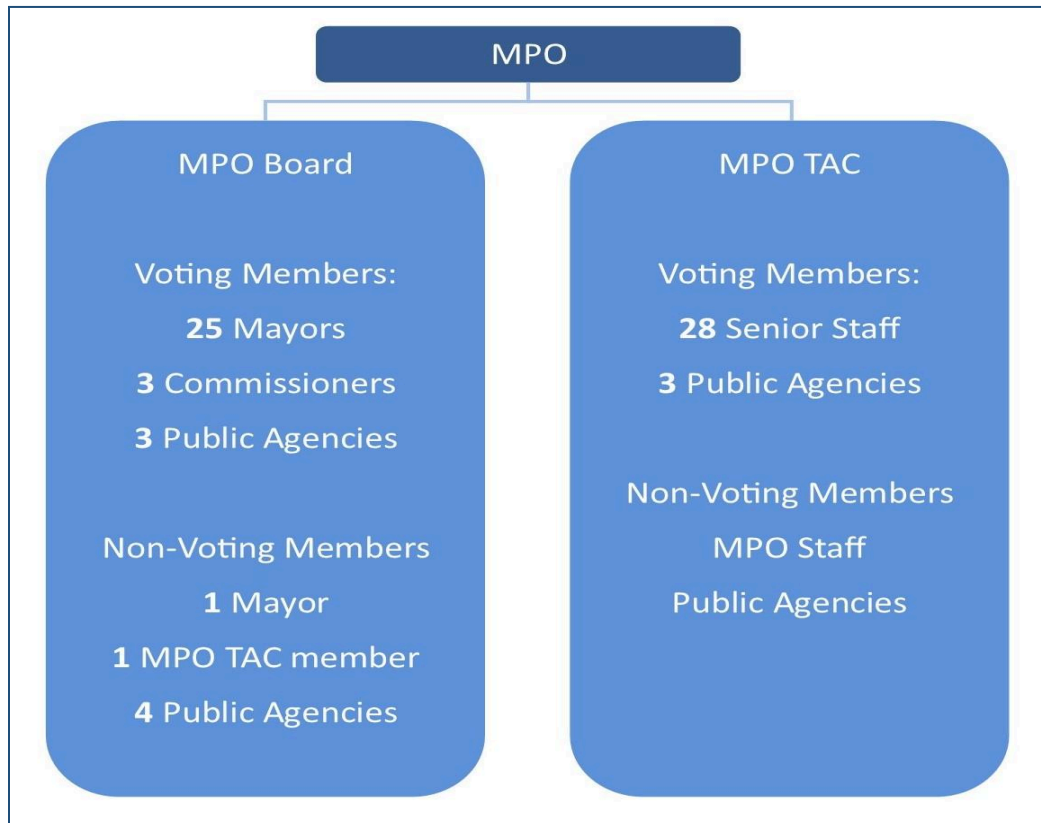 MPO
MPO Board
Voting Members:
25 Mayors
3 Commissioners
3 Public Agencies
Non-Voting Members
1 Mayor
1 MPO TAC member
4 Public Agencies
MPO TAC
Voting Members:
28 Senior Staff
3 Public Agencies
Non-Voting Members
MPO Staff
Public Agencies